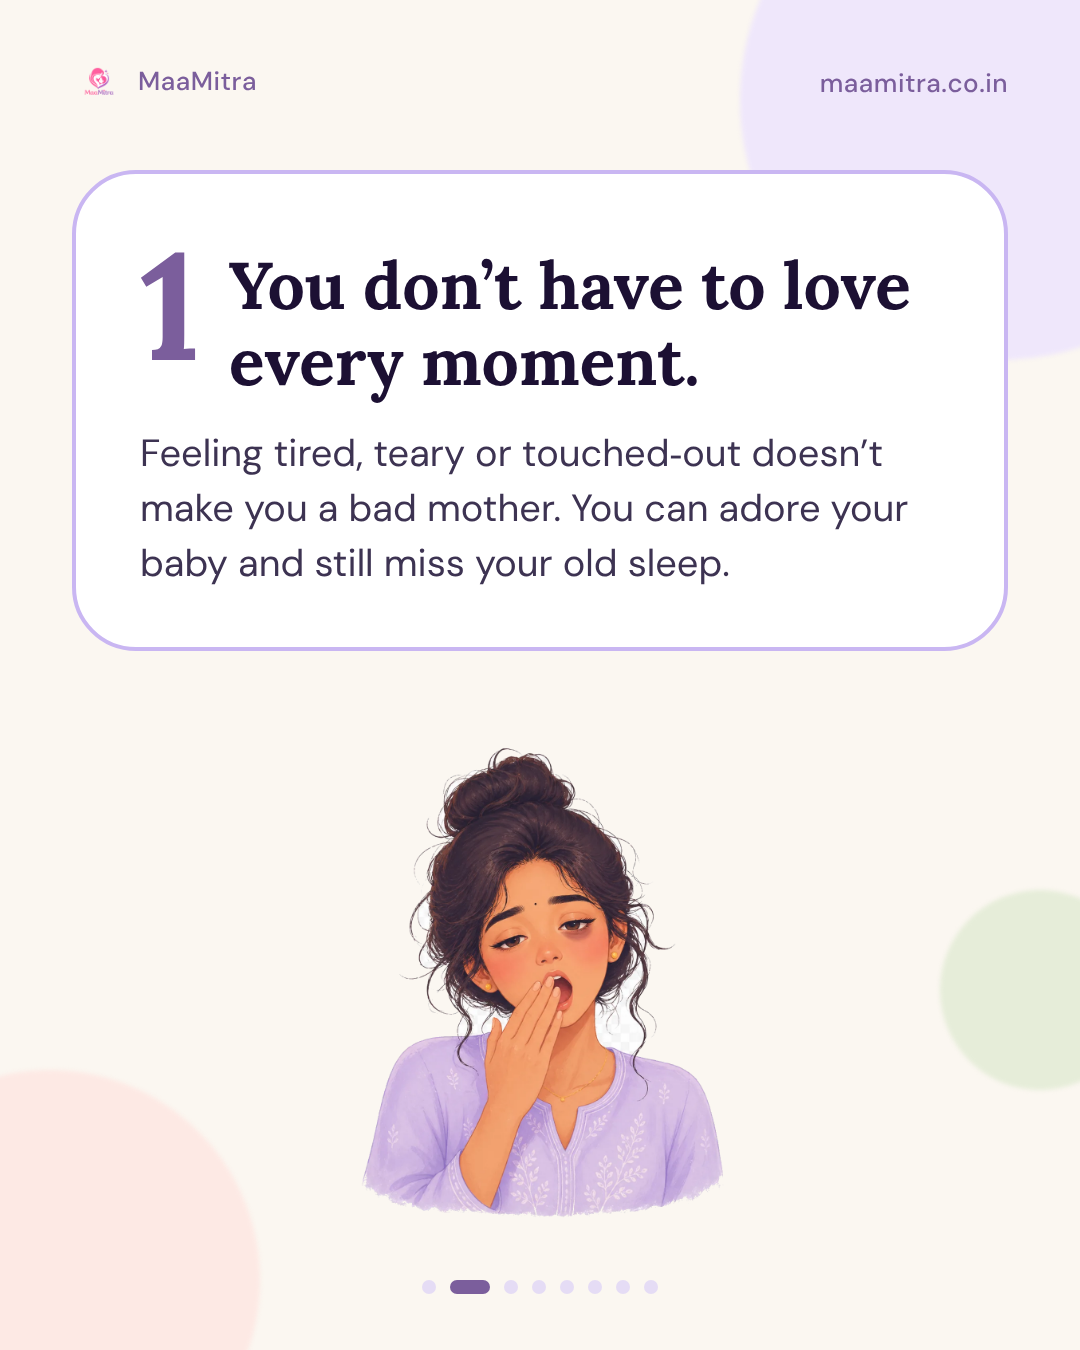 MaaMitra
MaaMitra
maamitra.co.in
1
You don’t have to love
every moment.
Feeling tired, teary or touched-out doesn’t
make you a bad mother. You can adore your
baby and still miss your old sleep.